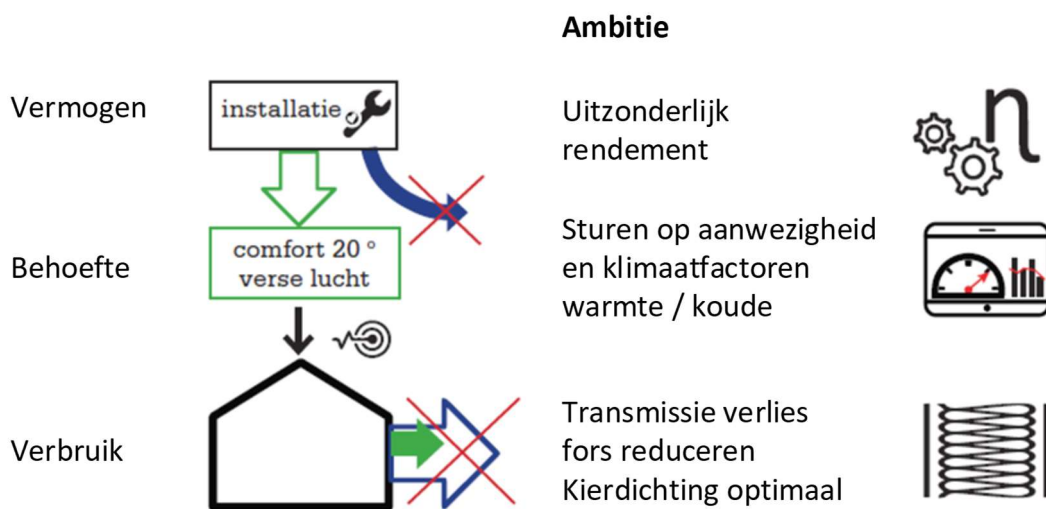 Ambitie
Vermogen
installatie
Uitzonderlijk
rendement
η
Behoefte
comfort 20 °
verse lucht
Sturen op aanwezigheid
en klimaatfactoren
warmte / koude
Verbruik
Transmissie verlies
fors reduceren
Kierdichting optimaal